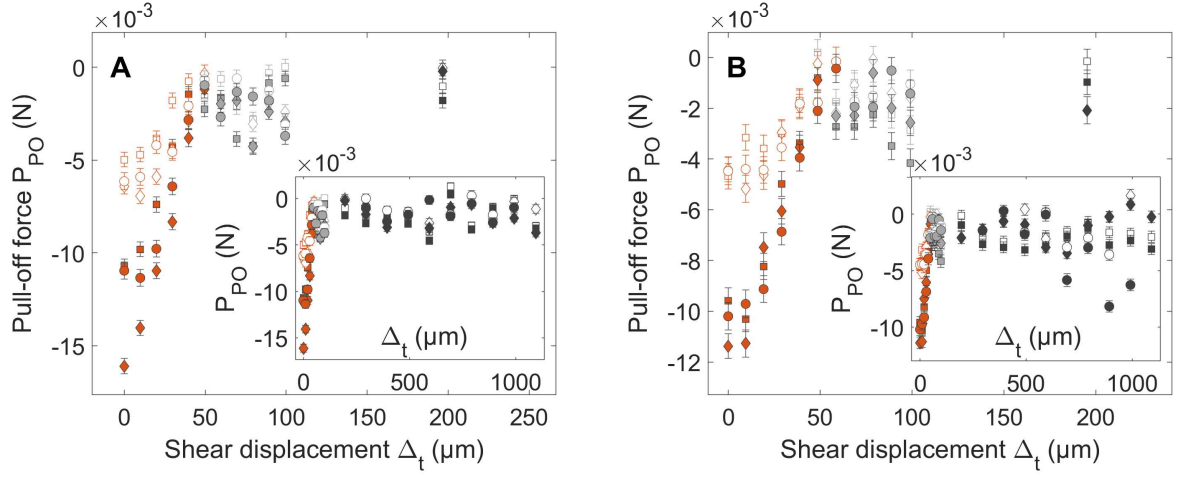 ×10⁻³
A
Pull-off force P_PO (N)
0
-5
-10
-15
0 50 100 150 200 250
Shear displacement Δ_t (μm)
×10⁻³
P_PO (N)
0
-5
-10
-15
Δ_t (μm)
0 500 1000
×10⁻³
B
Pull-off force P_PO (N)
0
-2
-4
-6
-8
-10
-12
0 50 100 150 200
Shear displacement Δ_t (μm)
×10⁻³
P_PO (N)
0
-5
-10
Δ_t (μm)
0 500 1000